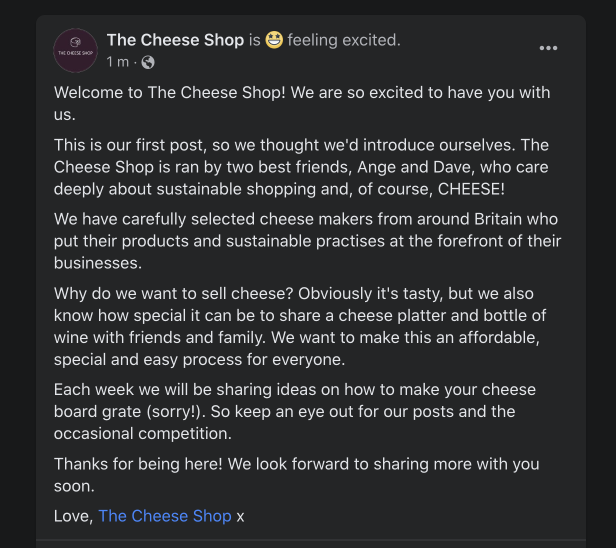 The Cheese Shop is 🤩 feeling excited.
1 m ·
THE CHEESE SHOP
Welcome to The Cheese Shop! We are so excited to have you with
us.
This is our first post, so we thought we'd introduce ourselves. The
Cheese Shop is ran by two best friends, Ange and Dave, who care
deeply about sustainable shopping and, of course, CHEESE!
We have carefully selected cheese makers from around Britain who
put their products and sustainable practises at the forefront of their
businesses.
Why do we want to sell cheese? Obviously it's tasty, but we also
know how special it can be to share a cheese platter and bottle of
wine with friends and family. We want to make this an affordable,
special and easy process for everyone.
Each week we will be sharing ideas on how to make your cheese
board grate (sorry!). So keep an eye out for our posts and the
occasional competition.
Thanks for being here! We look forward to sharing more with you
soon.
Love, The Cheese Shop x